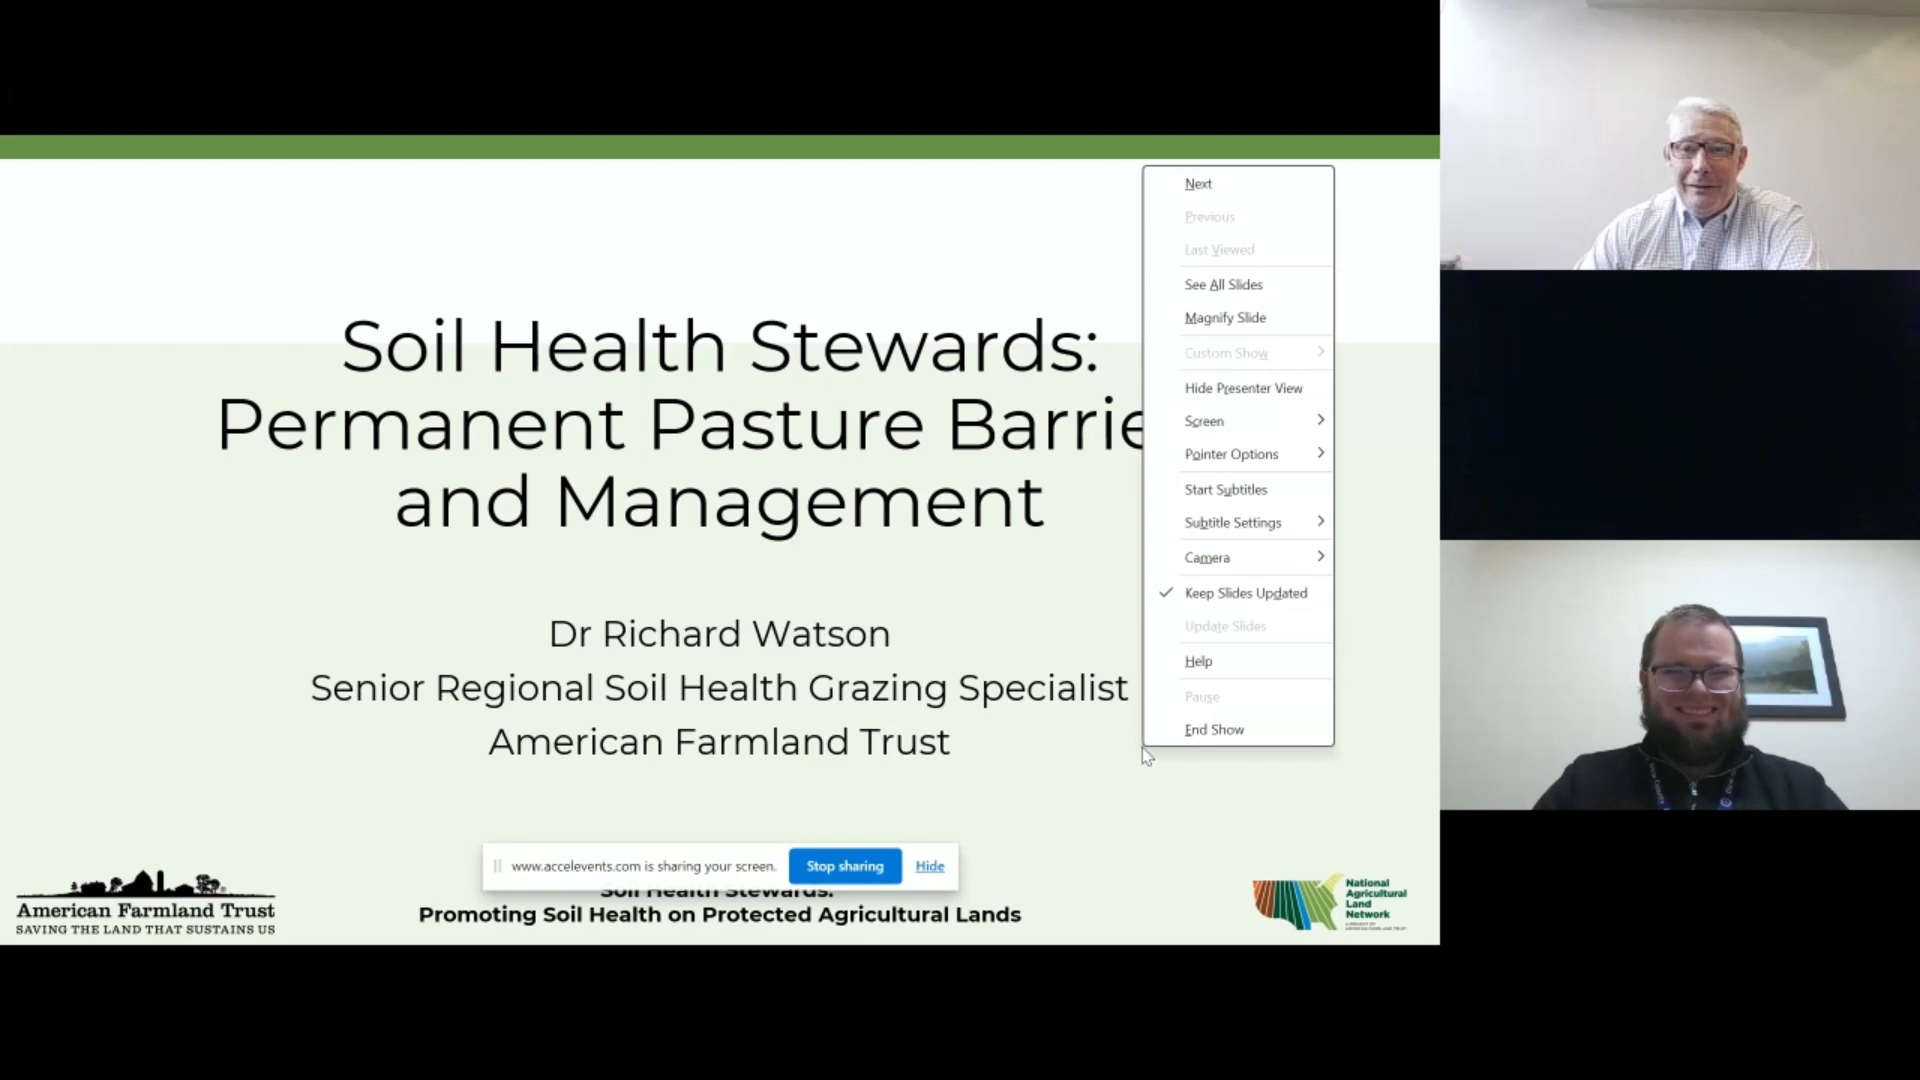 Soil Health Stewards:
Permanent Pasture Barrie
and Management
Dr Richard Watson
Senior Regional Soil Health Grazing Specialist
American Farmland Trust
Next
Previous
Last Viewed
See All Slides
Magnify Slide
Custom Show
Hide Presenter View
Screen
Pointer Options
Start Subtitles
Subtitle Settings
Camera
Keep Slides Updated
Update Slides
Help
Pause
End Show
www.accelevents.com is sharing your screen.
Stop sharing
Hide
Soil Health Stewards:
Promoting Soil Health on Protected Agricultural Lands
American Farmland Trust
SAVING THE LAND THAT SUSTAINS US
National
Agricultural
Land
Network